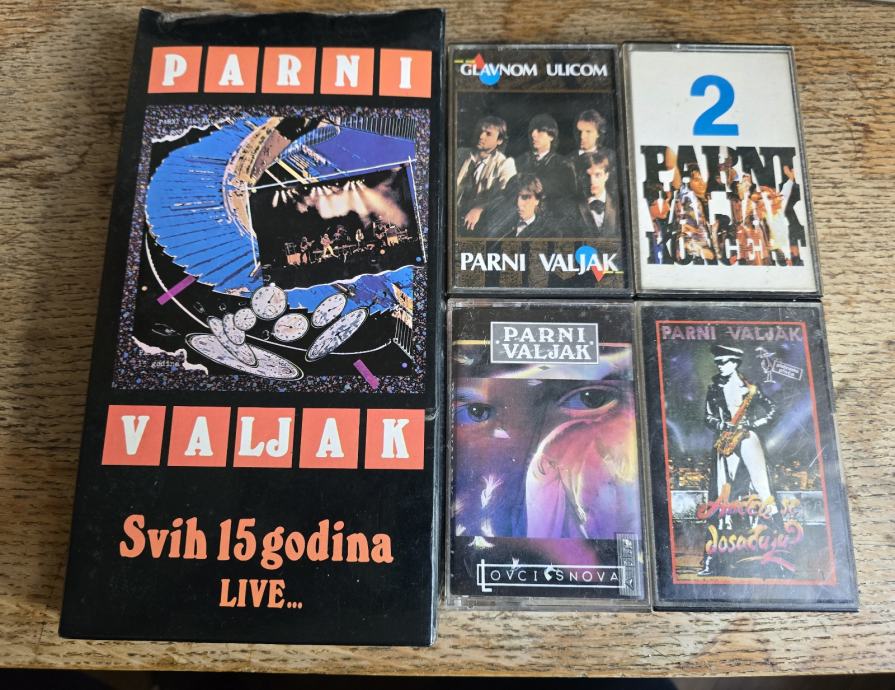 PARNI
VALJAK
Svih 15 godina
LIVE...
GLAVNOM ULICOM
PARNI VALJAK
2
PARNI
VALJAK
KONCERT
PARNI
VALJAK
LOVCI SNOVA
PARNI VALJAK
Anđeli se
dosađuju?